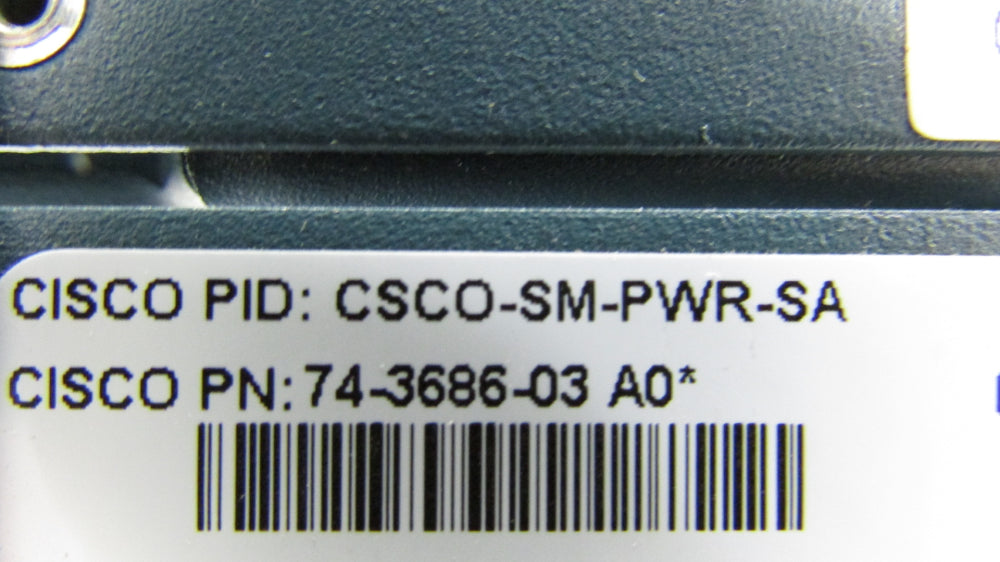 CISCO PID: CSCO-SM-PWR-SA
CISCO PN: 74-3686-03 A0*